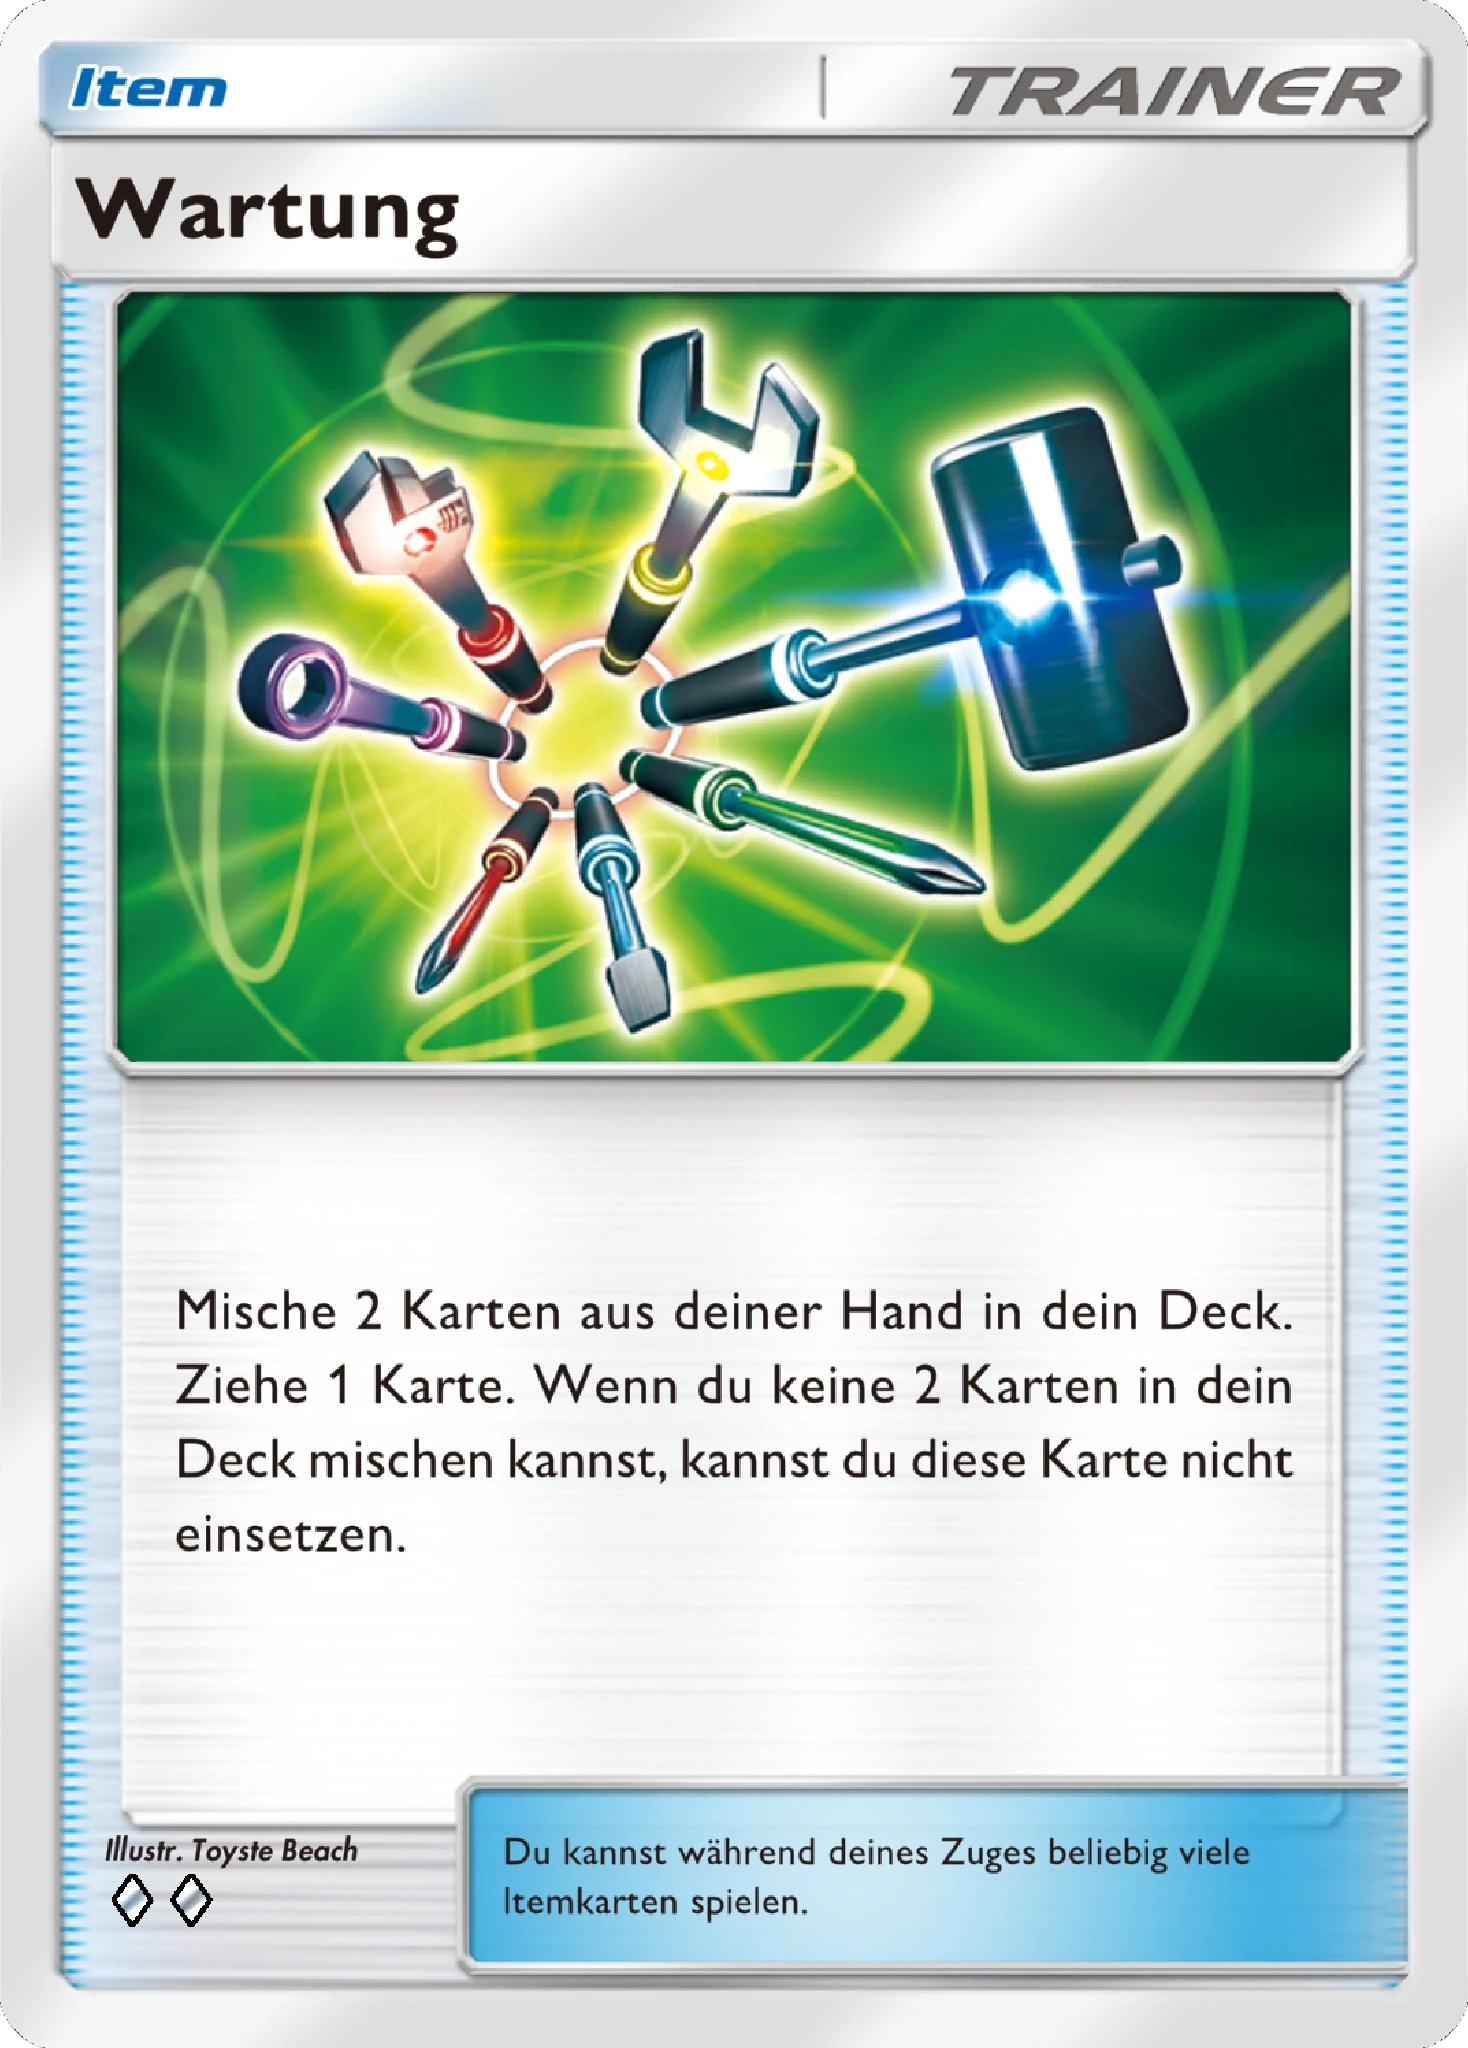 Item
TRAINER
Wartung
Mische 2 Karten aus deiner Hand in dein Deck.
Ziehe 1 Karte. Wenn du keine 2 Karten in dein
Deck mischen kannst, kannst du diese Karte nicht
einsetzen.
Illustr. Toyste Beach
Du kannst während deines Zuges beliebig viele
Itemkarten spielen.